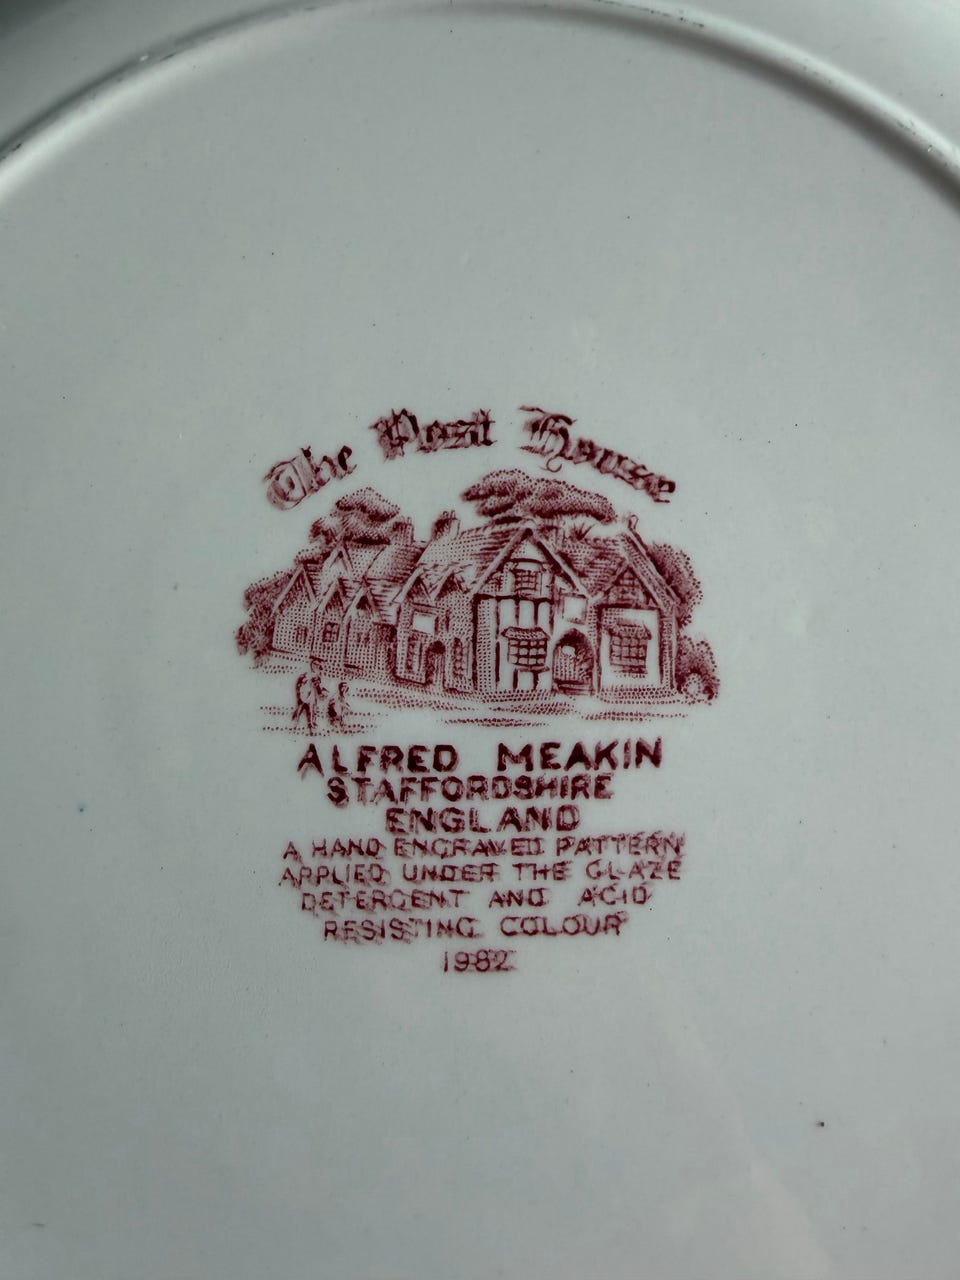 The Post House
ALFRED MEAKIN
STAFFORDSHIRE
ENGLAND
A HAND ENGRAVED PATTERN
APPLIED UNDER THE GLAZE
DETERGENT AND ACID
RESISTING COLOUR
1982